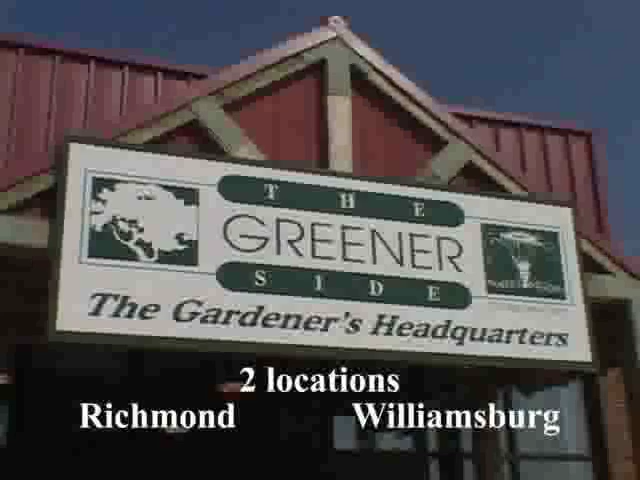 THE
GREENER
SIDE
The Gardener's Headquarters
2 locations
Richmond Williamsburg